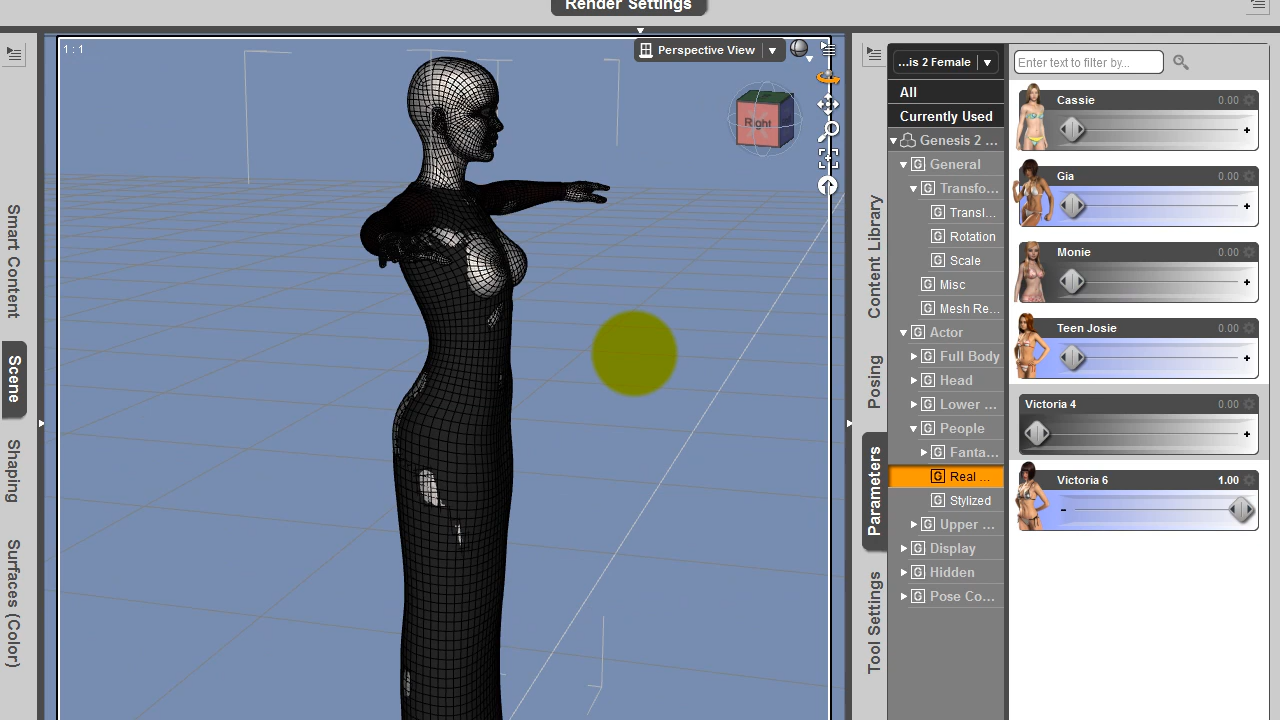 Render Settings
1 : 1
Perspective View
Right
Smart Content
Scene
Shaping
Surfaces (Color)
Content Library
Posing
Parameters
Tool Settings
...is 2 Female
All
Currently Used
Genesis 2 ...
General
Transfo...
Transl...
Rotation
Scale
Misc
Mesh Re...
Actor
Full Body
Head
Lower ...
People
Fanta...
Real ...
Stylized
Upper ...
Display
Hidden
Pose Co...
Enter text to filter by...
Cassie 0.00
Gia 0.00
Monie 0.00
Teen Josie 0.00
Victoria 4 0.00
Victoria 6 1.00